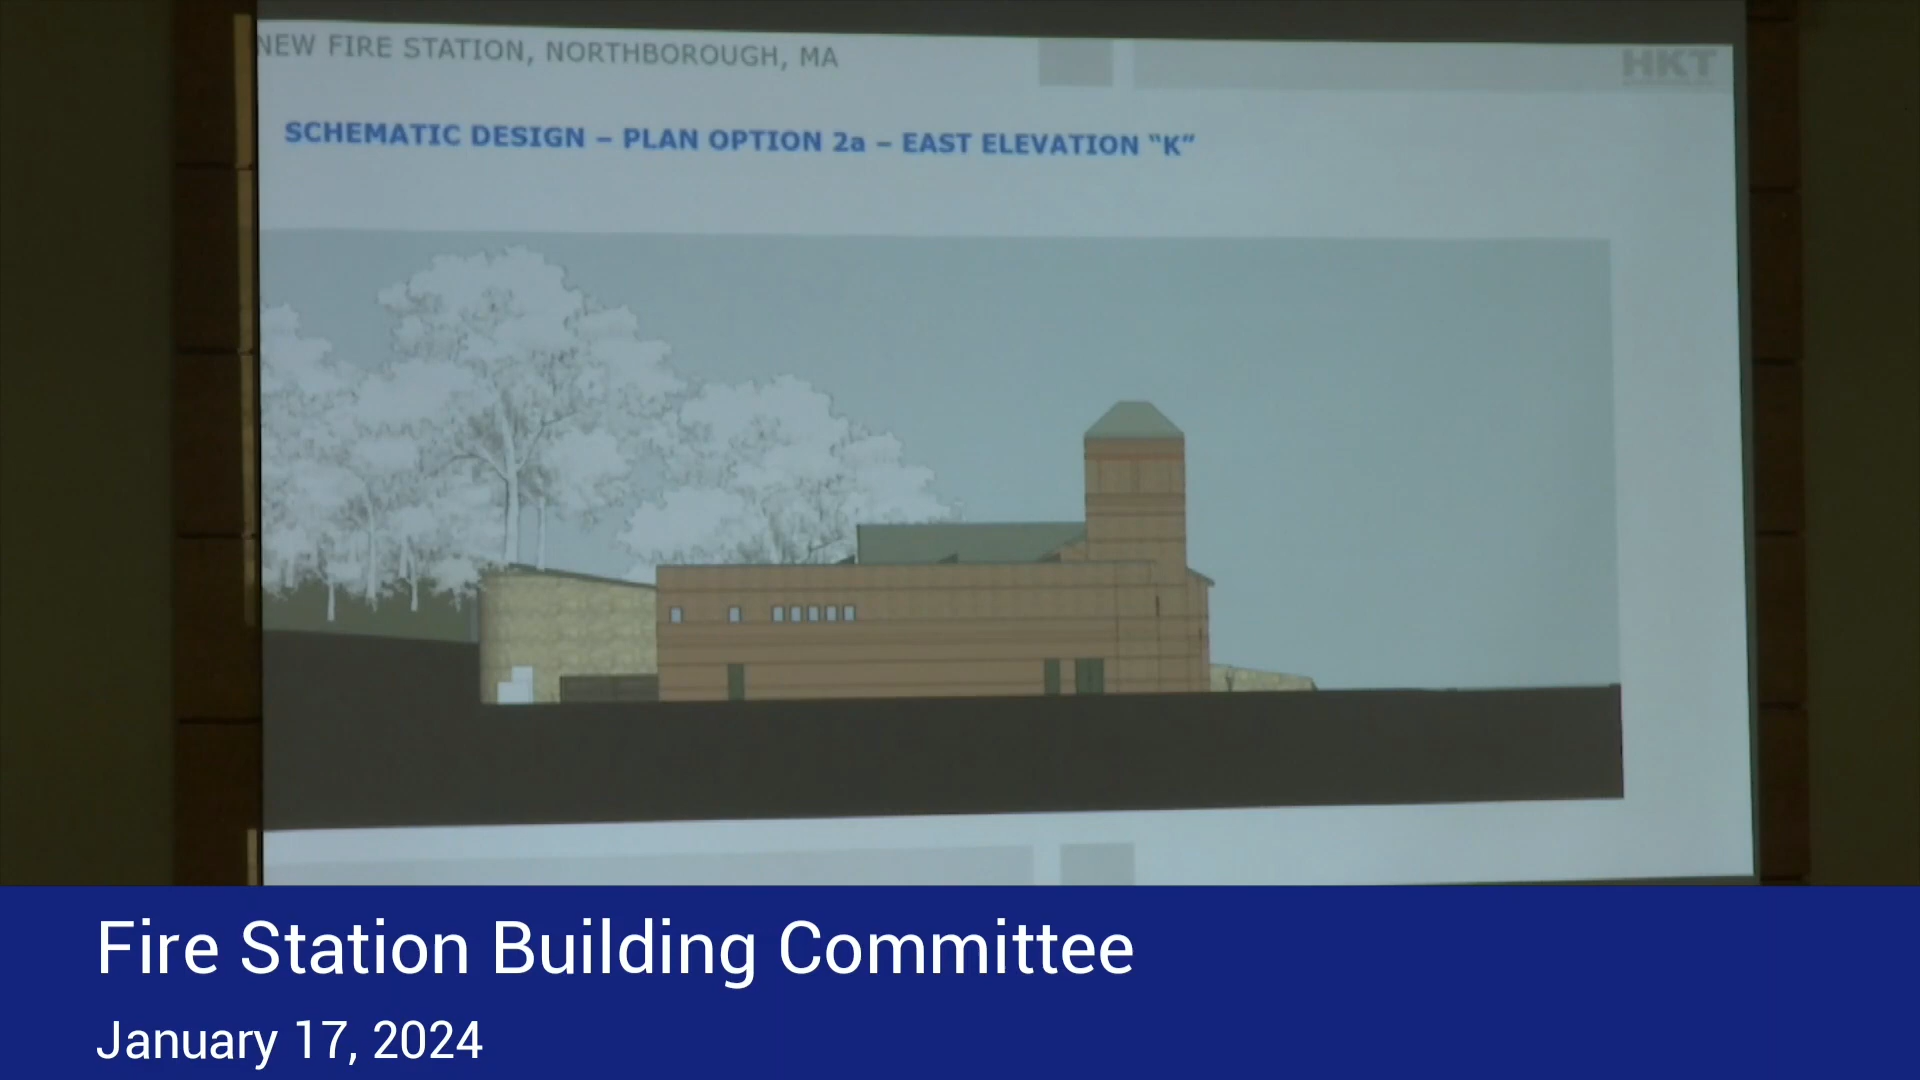 NEW FIRE STATION, NORTHBOROUGH, MA
HKT
SCHEMATIC DESIGN – PLAN OPTION 2a – EAST ELEVATION “K”
Fire Station Building Committee
January 17, 2024